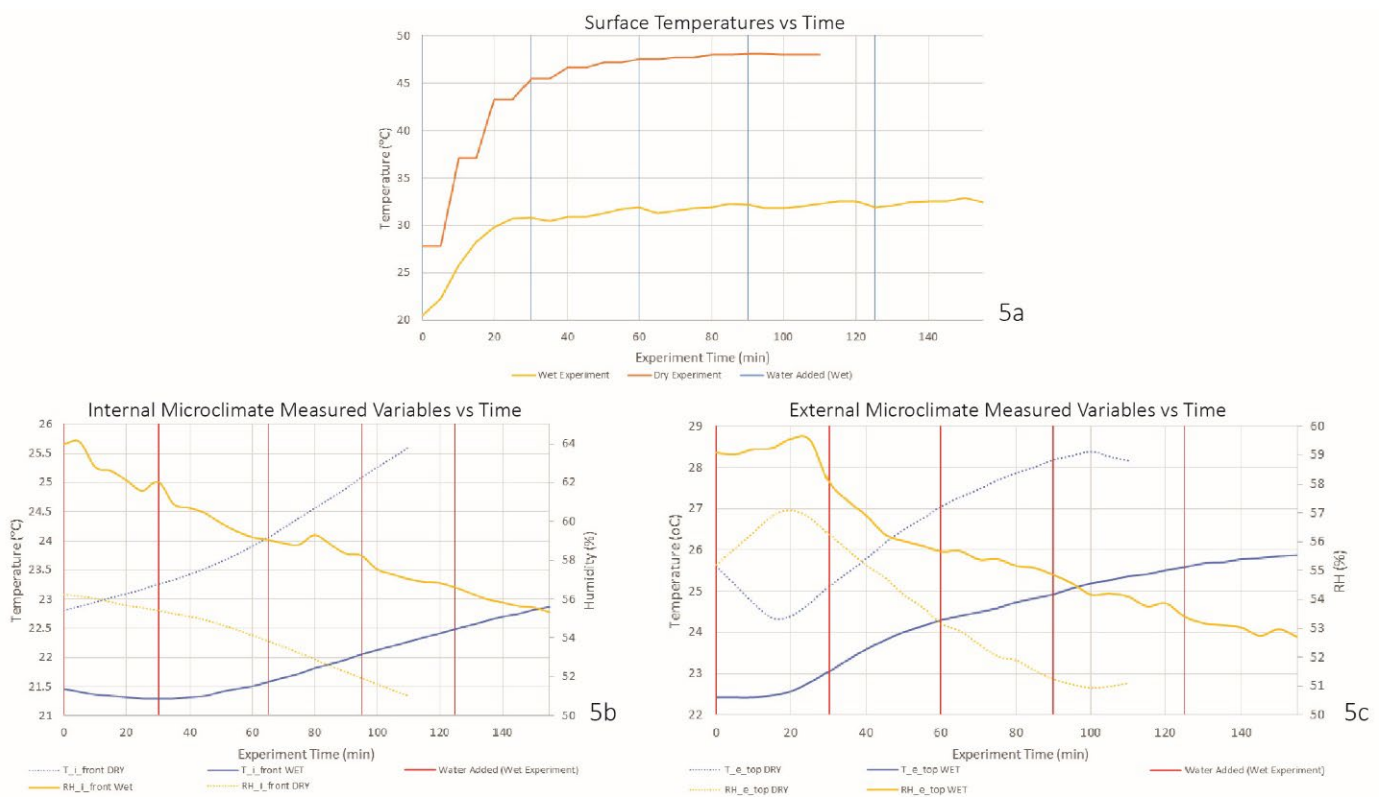 Surface Temperatures vs Time
50
45
40
35
30
25
20
Temperature (°C)
0 20 40 60 80 100 120 140
Experiment Time (min)
Wet Experiment Dry Experiment Water Added (Wet)
5a
Internal Microclimate Measured Variables vs Time
26
25.5
25
24.5
24
23.5
23
22.5
22
21.5
21
Temperature (°C)
64
62
60
58
56
54
52
50
Humidity (%)
0 20 40 60 80 100 120 140
Experiment Time (min)
T_i_front DRY T_i_front WET Water Added (Wet Experiment)
RH_i_front Wet RH_i_front DRY
5b
External Microclimate Measured Variables vs Time
29
28
27
26
25
24
23
22
Temperature (oC)
60
59
58
57
56
55
54
53
52
51
50
RH (%)
0 20 40 60 80 100 120 140
Experiment Time (min)
T_e_top DRY T_e_top WET Water Added (Wet Experiment)
RH_e_top DRY RH_e_top WET
5c